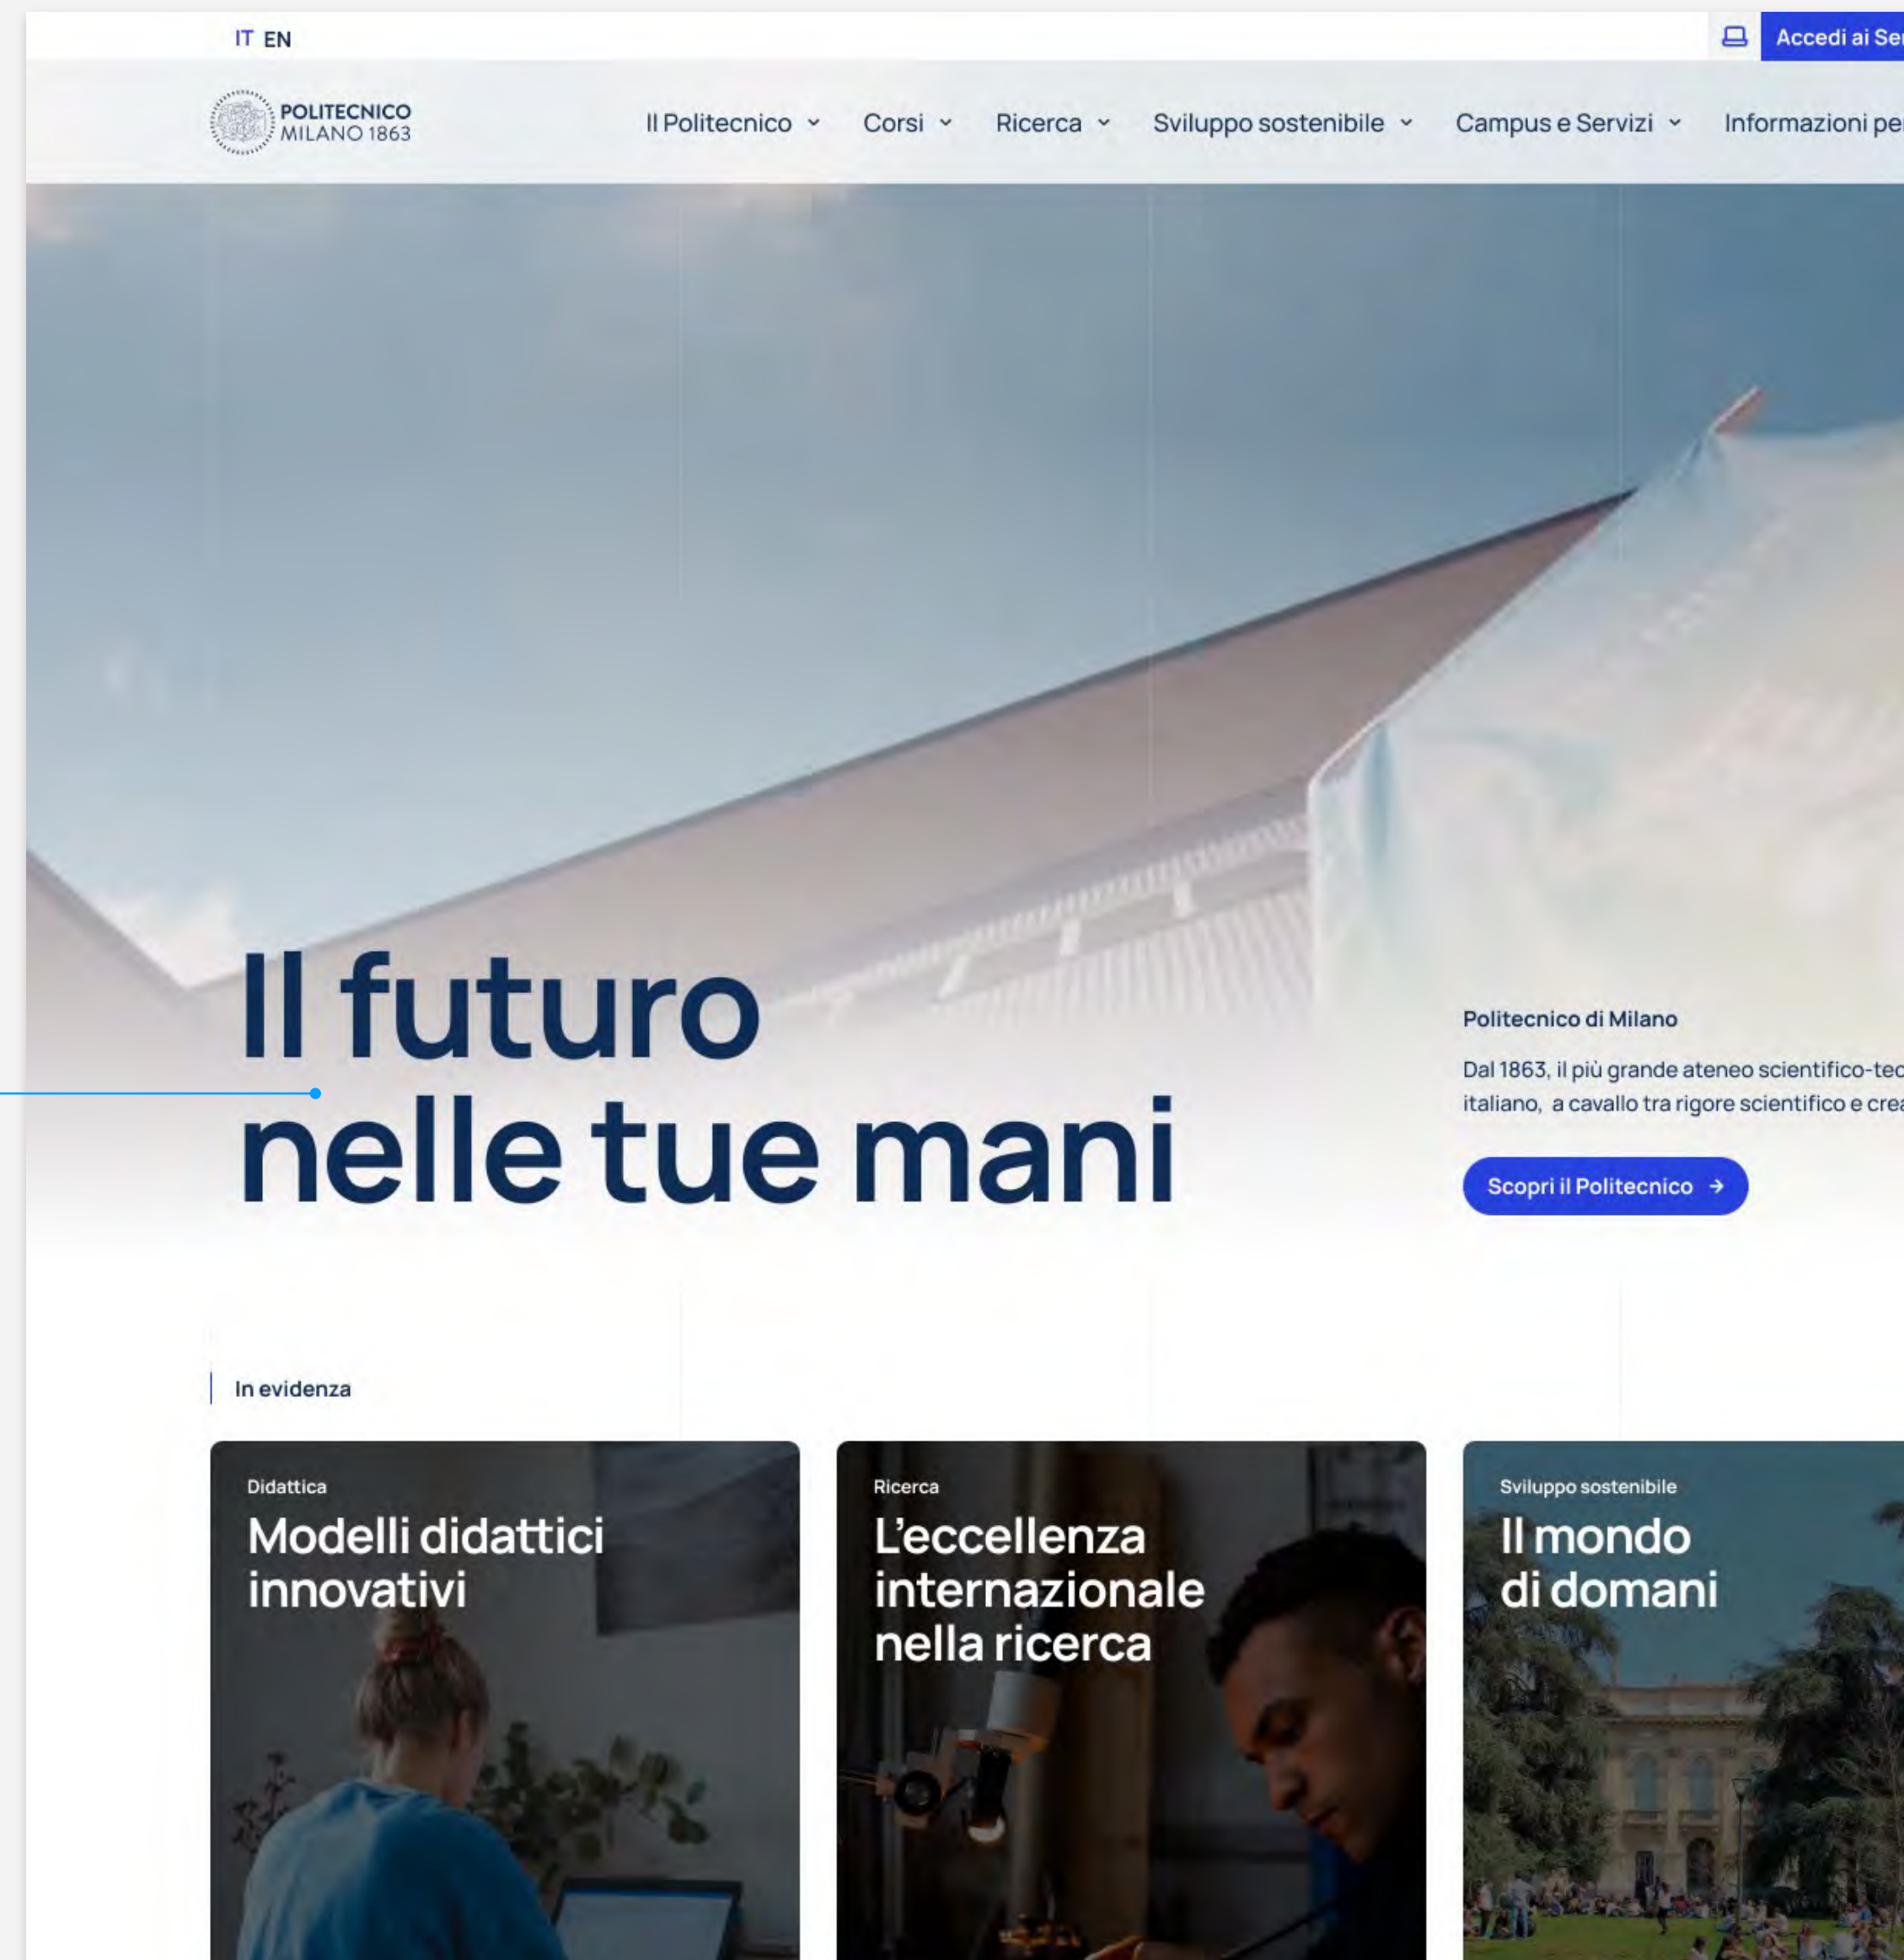 IT EN
Accedi ai Ser
POLITECNICO
MILANO 1863
Il Politecnico
Corsi
Ricerca
Sviluppo sostenibile
Campus e Servizi
Informazioni per
Il futuro
nelle tue mani
Politecnico di Milano
Dal 1863, il più grande ateneo scientifico-tec
italiano, a cavallo tra rigore scientifico e crea
Scopri il Politecnico
In evidenza
Didattica
Modelli didattici
innovativi
Ricerca
L’eccellenza
internazionale
nella ricerca
Sviluppo sostenibile
Il mondo
di domani